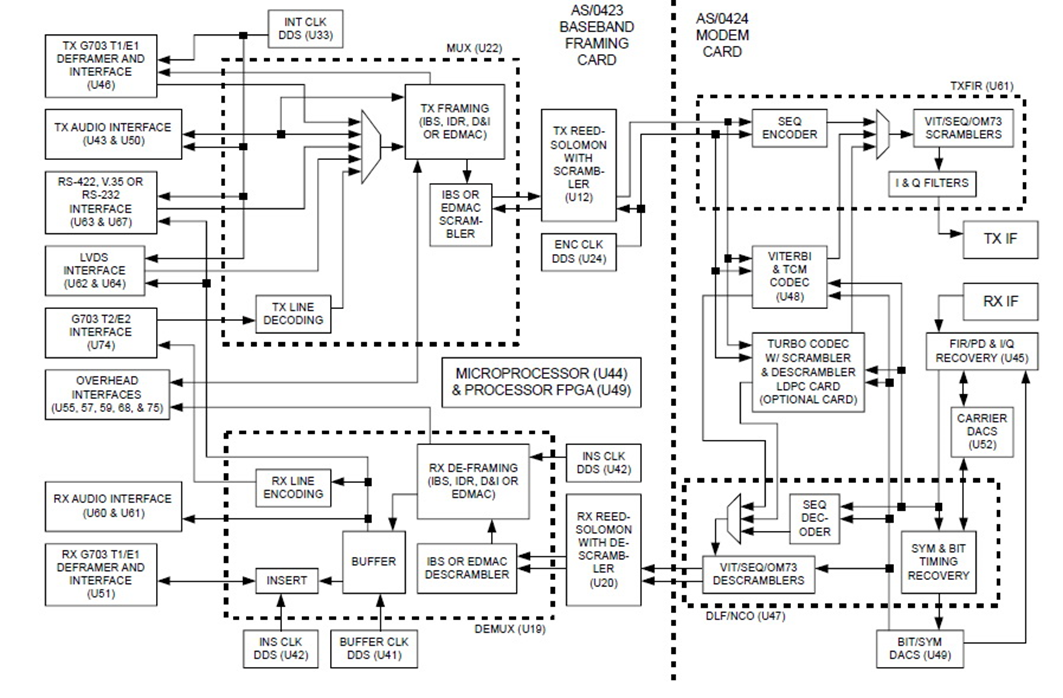 AS/0423
BASEBAND
FRAMING
CARD
AS/0424
MODEM
CARD
INT CLK
DDS (U33)
MUX (U22)
TXFIR (U61)
TX G703 T1/E1
DEFRAMER AND
INTERFACE
(U46)
TX AUDIO INTERFACE
(U43 & U50)
RS-422, V.35 OR
RS-232
INTERFACE
(U63 & U67)
LVDS
INTERFACE
(U62 & U64)
G703 T2/E2
INTERFACE
(U74)
OVERHEAD
INTERFACES
(U55, 57, 59, 68, & 75)
TX FRAMING
(IBS, IDR, D&I
OR EDMAC)
IBS OR
EDMAC
SCRAM-
BLER
TX LINE
DECODING
TX REED-
SOLOMON
WITH
SCRAMB-
LER
(U12)
ENC CLK
DDS (U24)
SEQ
ENCODER
VIT/SEQ/OM73
SCRAMBLERS
I & Q FILTERS
TX IF
VITERBI
& TCM
CODEC
(U48)
RX IF
TURBO CODEC
W/ SCRAMBLER
& DESCRAMBLER
LDPC CARD
(OPTIONAL CARD)
FIR/PD & I/Q
RECOVERY (U45)
CARRIER
DACS
(U52)
MICROPROCESSOR (U44)
& PROCESSOR FPGA (U49)
RX AUDIO INTERFACE
(U60 & U61)
RX G703 T1/E1
DEFRAMER AND
INTERFACE
(U51)
RX LINE
ENCODING
RX DE-FRAMING
(IBS, IDR, D&I OR
EDMAC)
INS CLK
DDS (U42)
BUFFER
INSERT
IBS OR EDMAC
DESCRAMBLER
RX REED-
SOLOMON
WITH DE-
SCRAMB-
LER
(U20)
DEMUX (U19)
INS CLK
DDS (U42)
BUFFER CLK
DDS (U41)
SEQ
DEC-
ODER
VIT/SEQ/OM73
DESCRAMBLERS
SYM & BIT
TIMING
RECOVERY
DLF/NCO (U47)
BIT/SYM
DACS (U49)